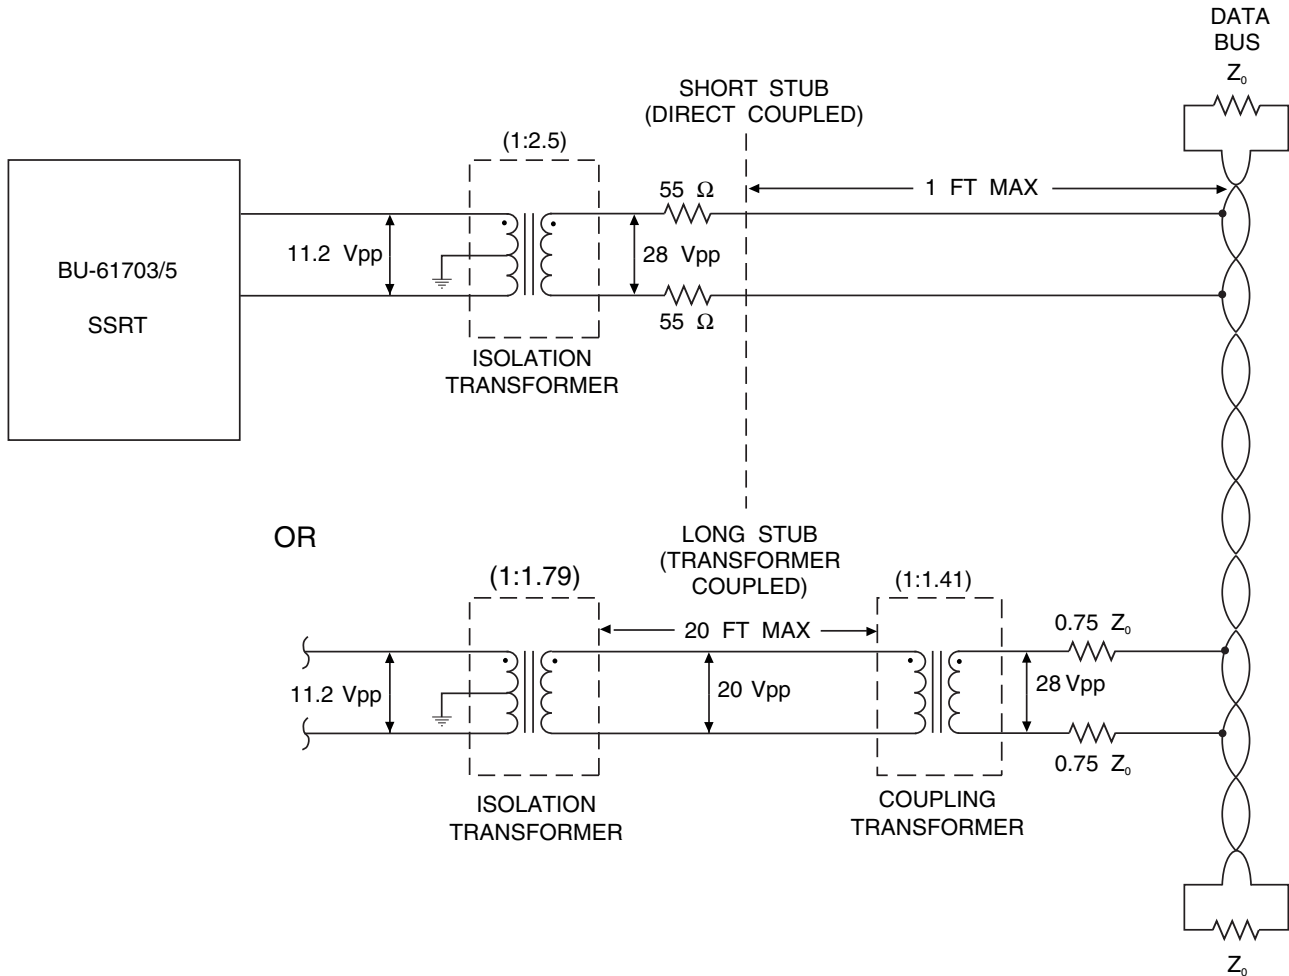 DATA
BUS
Z0
SHORT STUB
(DIRECT COUPLED)
(1:2.5)
55 Ω
1 FT MAX
11.2 Vpp
28 Vpp
BU-61703/5
SSRT
55 Ω
ISOLATION
TRANSFORMER
OR
LONG STUB
(TRANSFORMER
COUPLED)
(1:1.79)
(1:1.41)
20 FT MAX
0.75 Z0
11.2 Vpp
20 Vpp
28 Vpp
0.75 Z0
ISOLATION
TRANSFORMER
COUPLING
TRANSFORMER
Z0